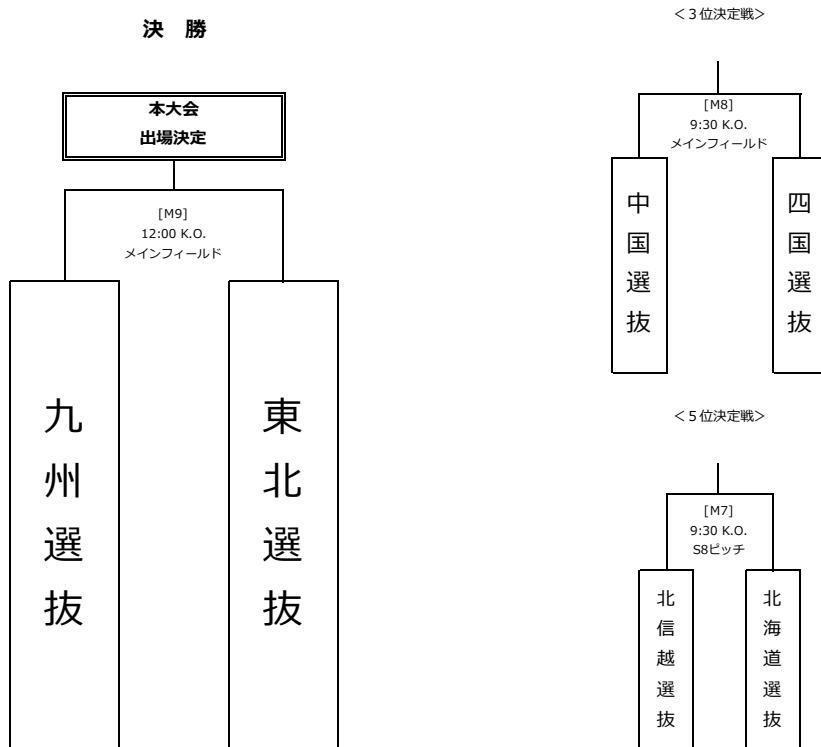 決 勝
本大会
出場決定
[M9]
12:00 K.O.
メインフィールド
九州選抜
東北選抜
＜3位決定戦＞
[M8]
9:30 K.O.
メインフィールド
中国選抜
四国選抜
＜5位決定戦＞
[M7]
9:30 K.O.
S8ピッチ
北信越選抜
北海道選抜